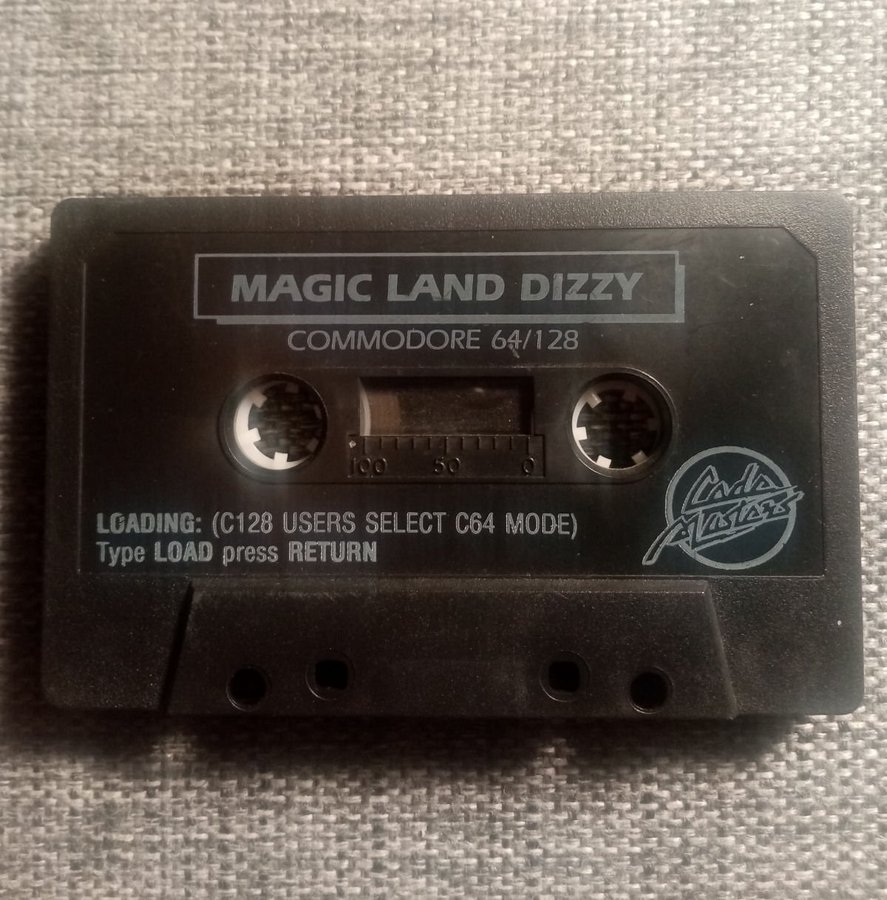 MAGIC LAND DIZZY
COMMODORE 64/128
100 50 0
LOADING: (C128 USERS SELECT C64 MODE)
Type LOAD press RETURN
Code
Masters